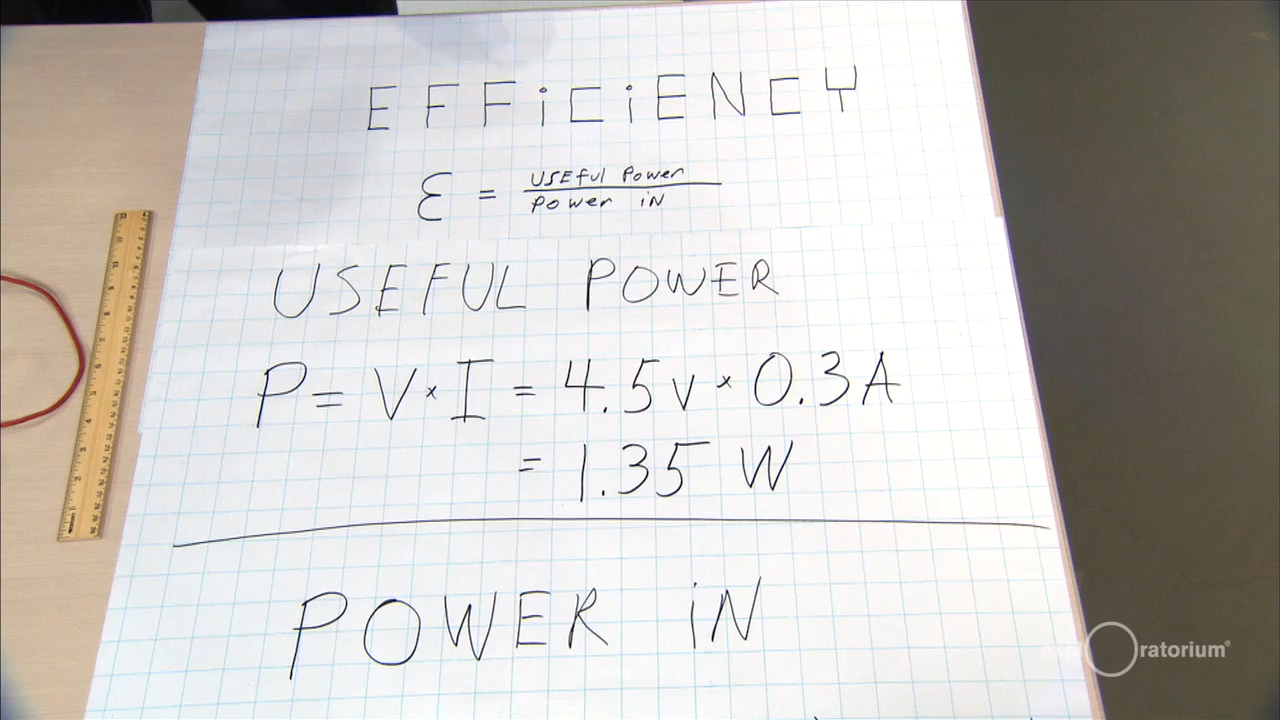 EFFiCiENCY
ε = USEful Power
Power iN
USEFUL POWER
P = V × I = 4.5v × 0.3A
= 1.35 W
POWER iN
exploratorium®